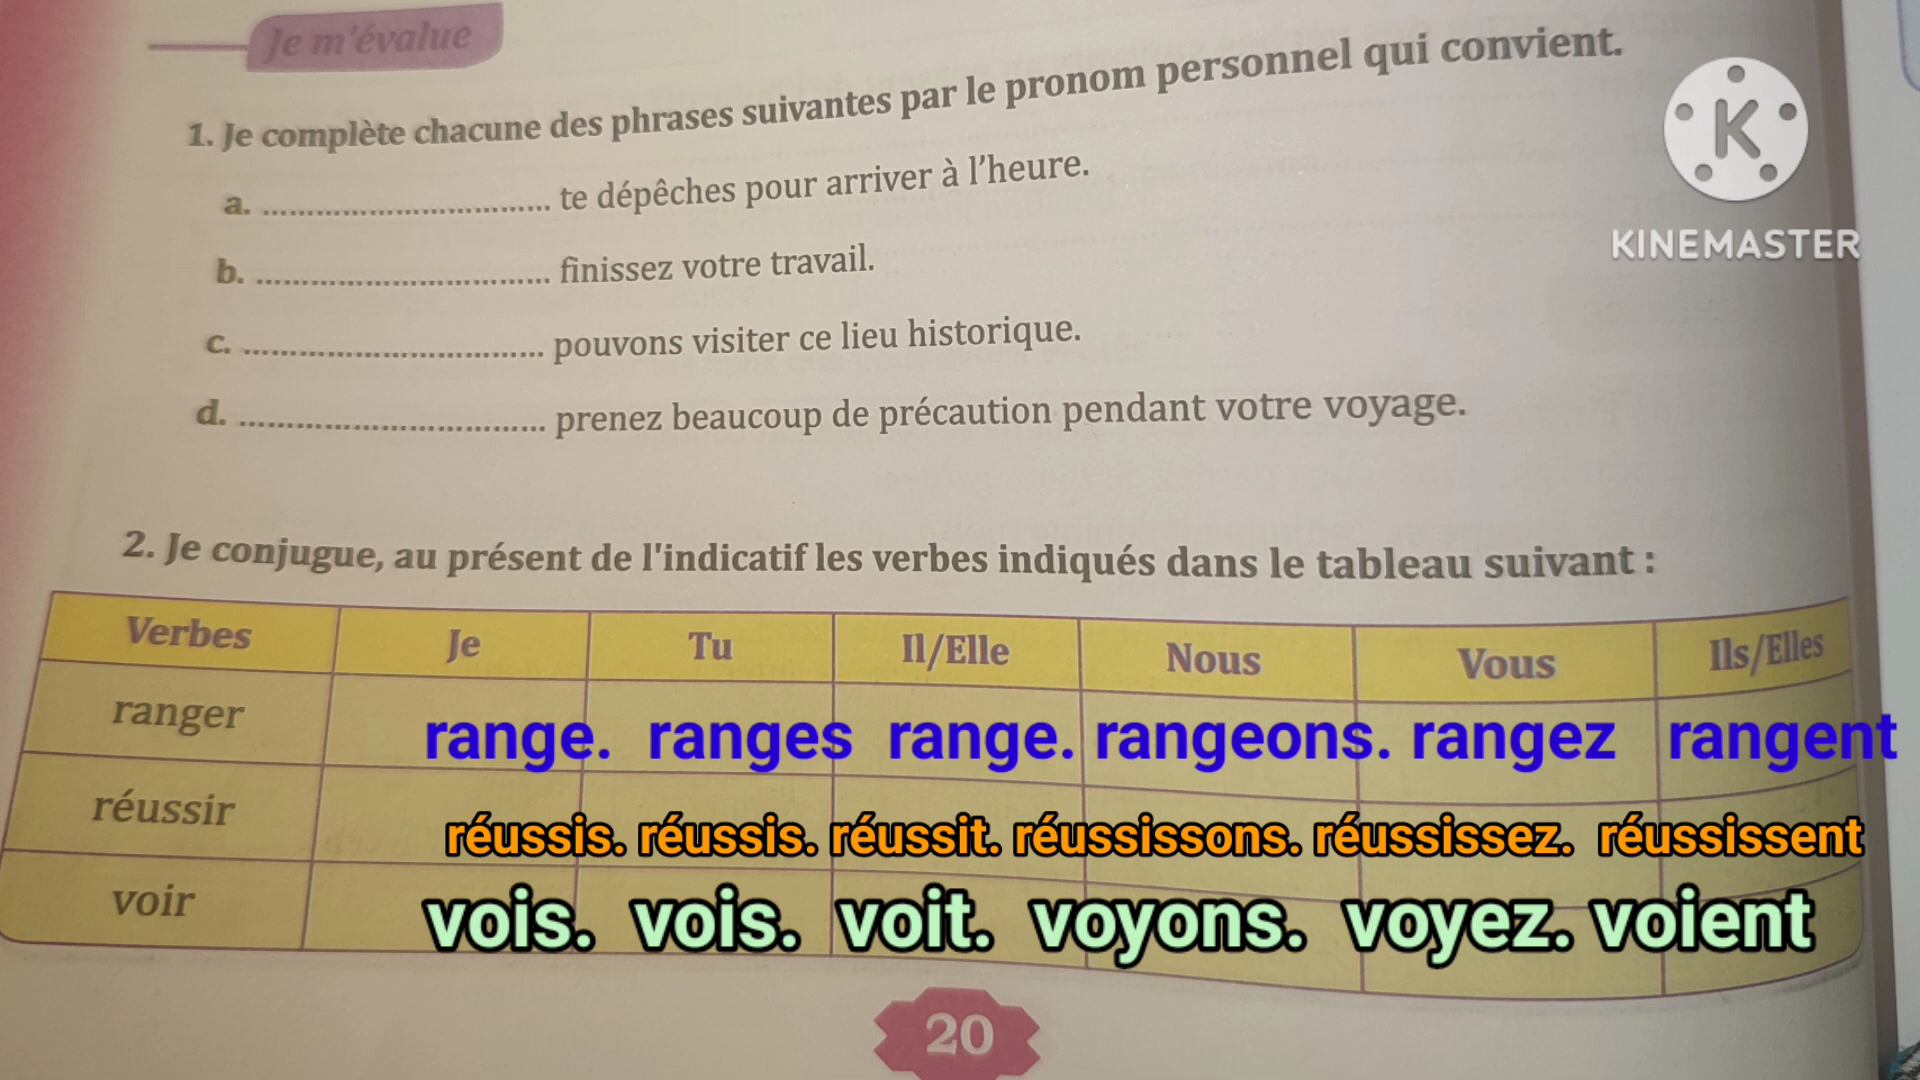 Je m'évalue
1. Je complète chacune des phrases suivantes par le pronom personnel qui convient.
a. ................................ te dépêches pour arriver à l'heure.
b. ................................ finissez votre travail.
c. ................................ pouvons visiter ce lieu historique.
d. ................................ prenez beaucoup de précaution pendant votre voyage.
KINEMASTER
2. Je conjugue, au présent de l'indicatif les verbes indiqués dans le tableau suivant :
Verbes Je Tu Il/Elle Nous Vous Ils/Elles
ranger range. ranges range. rangeons. rangez rangent
réussir réussis. réussis. réussit. réussissons. réussissez. réussissent
voir vois. vois. voit. voyons. voyez. voient
20